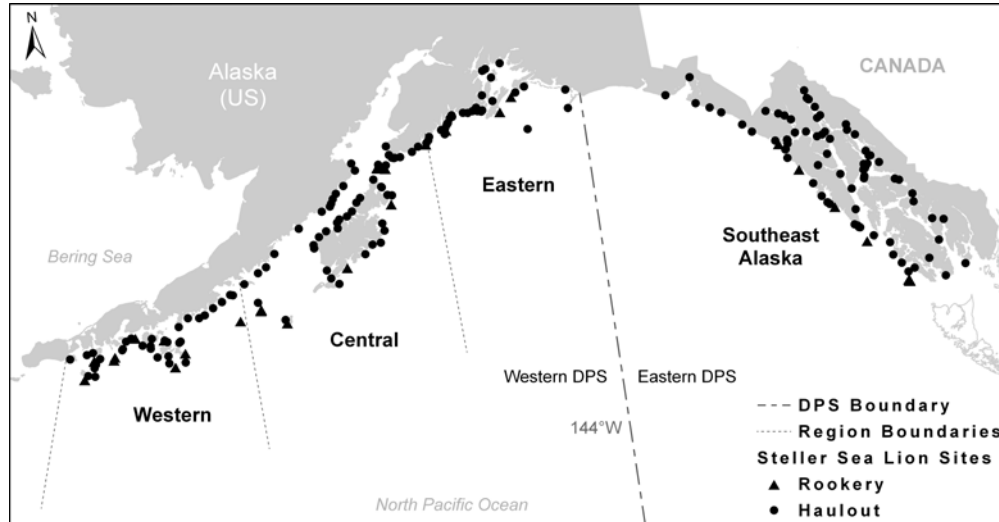 N
Alaska
(US)
CANADA
Eastern
Bering Sea
Southeast
Alaska
Central
Western DPS
Eastern DPS
Western
144°W
DPS Boundary
Region Boundaries
Steller Sea Lion Sites
Rookery
Haulout
North Pacific Ocean